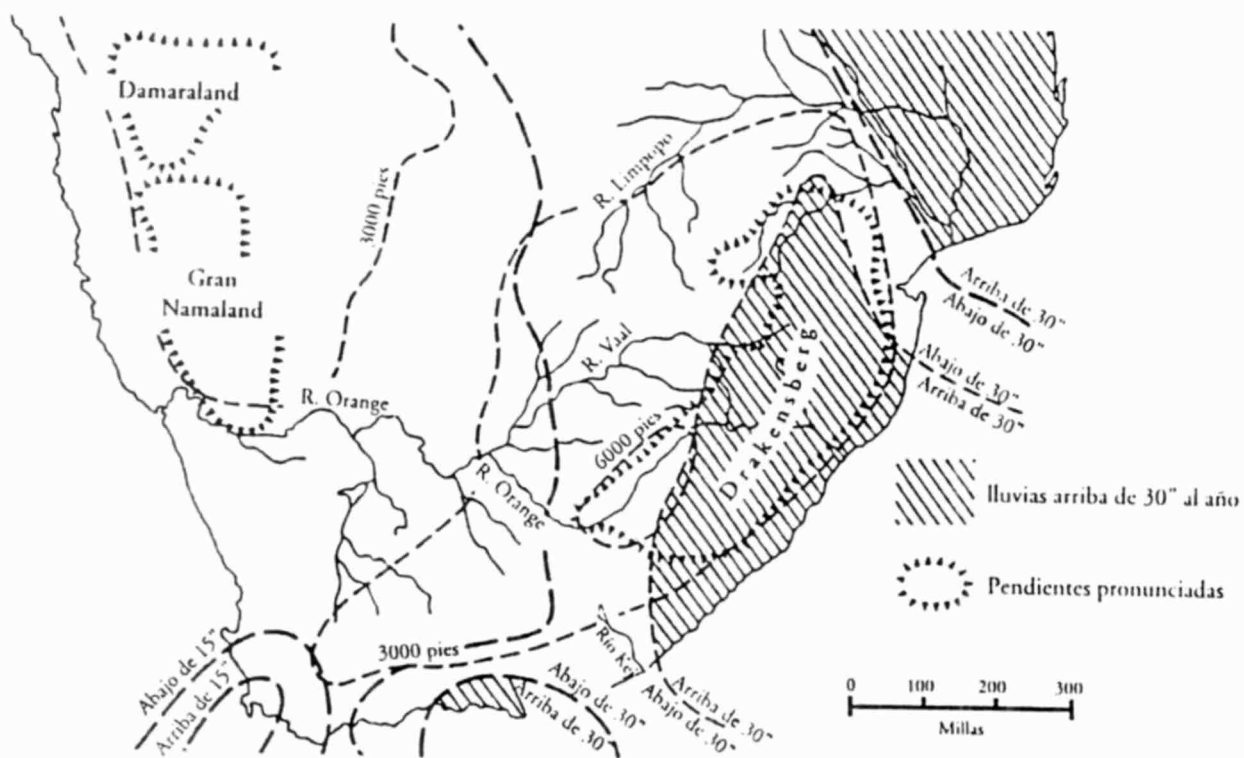 Damaraland
Gran
Namaland
3000 pies
R. Limpopo
R. Vaal
R. Orange
R. Orange
6000 pies
Drakensberg
Arriba de 30"
Abajo de 30"
Abajo de 30"
Arriba de 30"
lluvias arriba de 30" al año
Pendientes pronunciadas
Río Kei
3000 pies
Abajo de 15"
Arriba de 15"
Abajo de 30"
Arriba de 30"
Arriba de 30"
Abajo de 30"
0 100 200 300
Millas